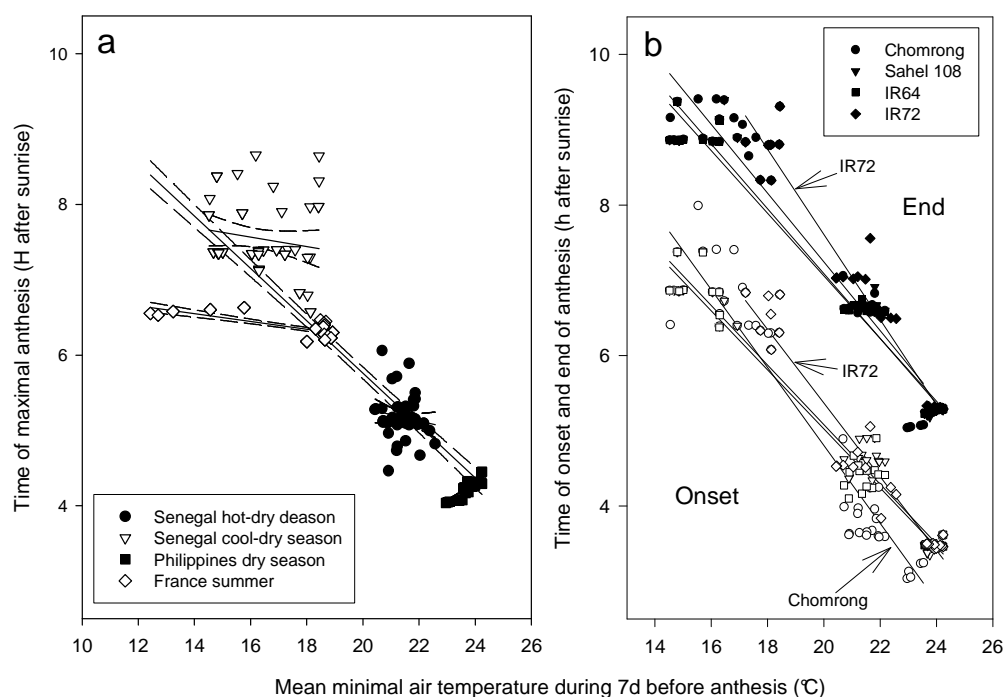 a
Time of maximal anthesis (H after sunrise)
10
8
6
4
Senegal hot-dry deason
Senegal cool-dry season
Philippines dry season
France summer
10 12 14 16 18 20 22 24 26
b
Time of onset and end of anthesis (h after sunrise)
10
8
6
4
Chomrong
Sahel 108
IR64
IR72
IR72
End
IR72
Onset
Chomrong
14 16 18 20 22 24 26
Mean minimal air temperature during 7d before anthesis (℃)